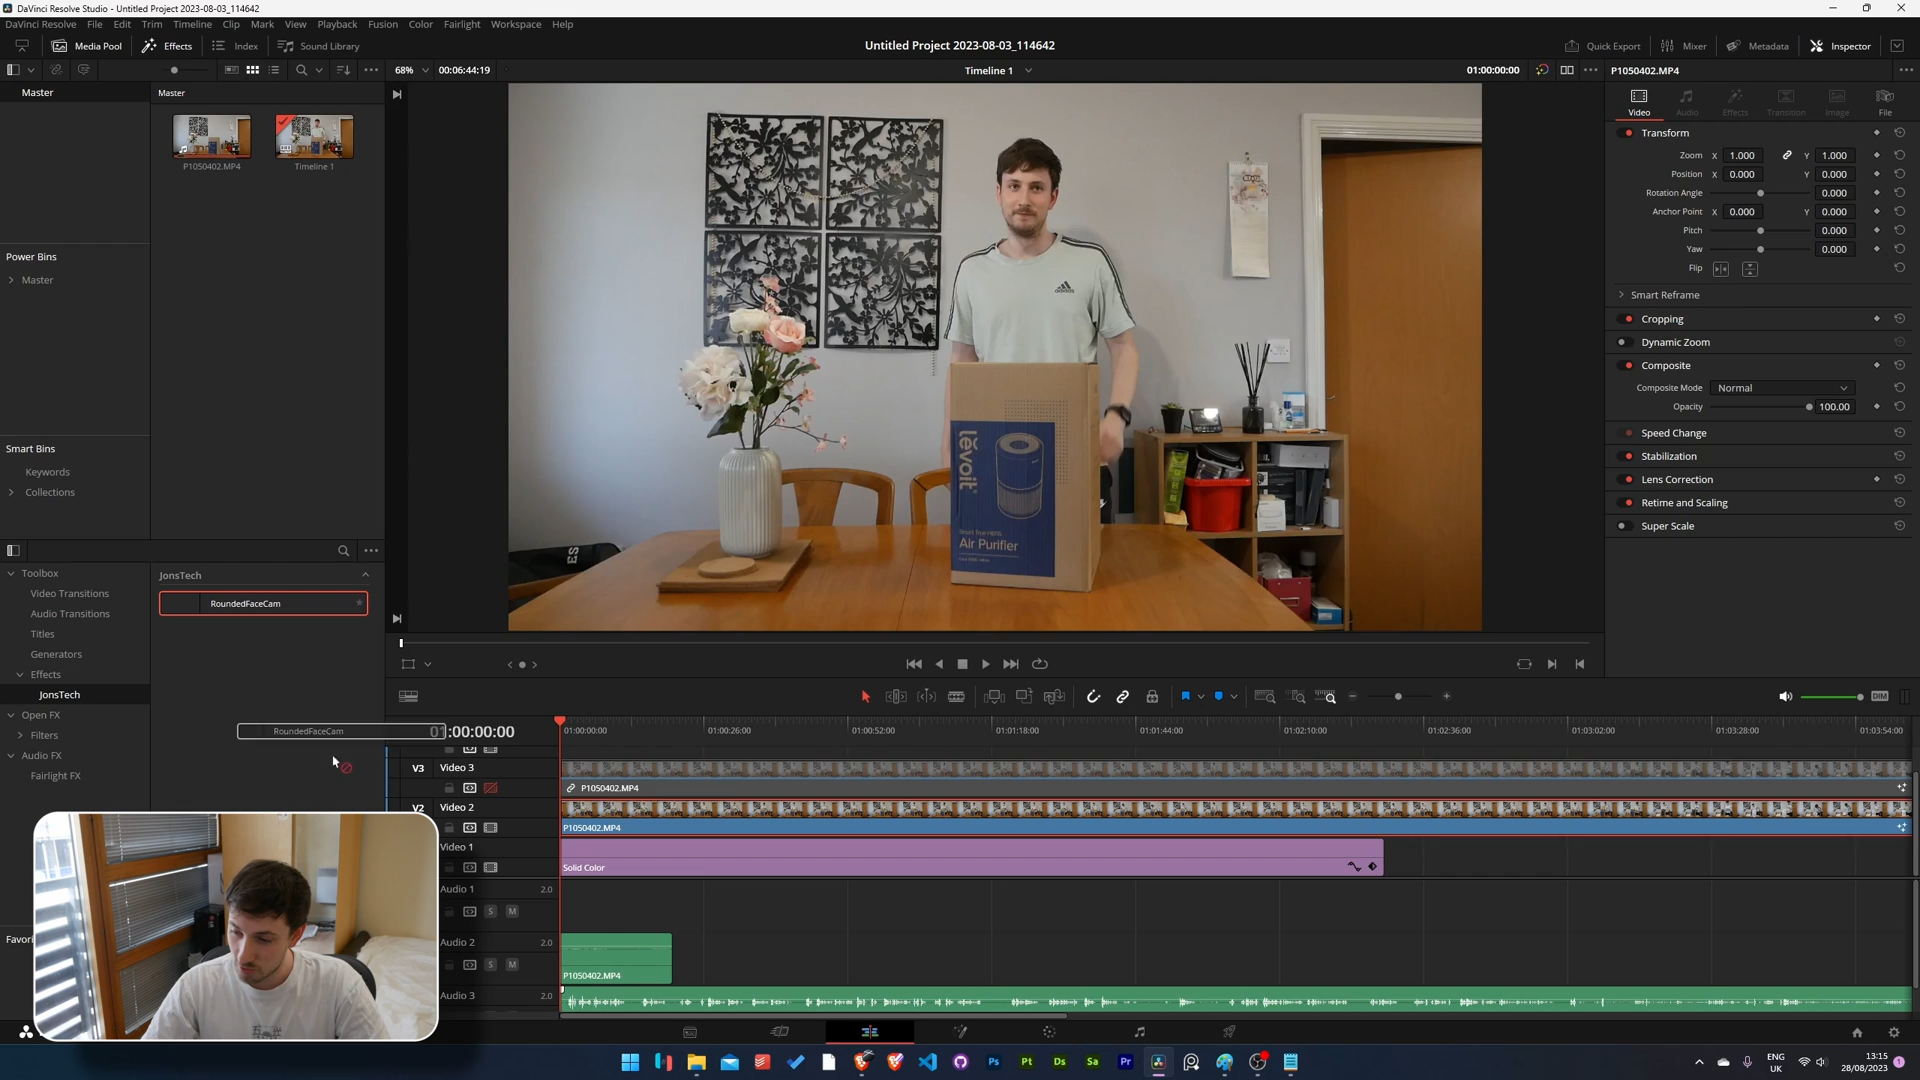 DaVinci Resolve Studio - Untitled Project 2023-08-03_114642
DaVinci Resolve File Edit Trim Timeline Clip Mark View Playback Fusion Color Fairlight Workspace Help
Media Pool Effects Index Sound Library
Untitled Project 2023-08-03_114642
Quick Export Mixer Metadata Inspector
68% 00:06:44:19
Timeline 1
01:00:00:00
P1050402.MP4
Master
Master
P1050402.MP4
Timeline 1
Power Bins
Master
Smart Bins
Keywords
Collections
Video Audio Effects Transition Image File
Transform
Zoom X 1.000 Y 1.000
Position X 0.000 Y 0.000
Rotation Angle 0.000
Anchor Point X 0.000 Y 0.000
Pitch 0.000
Yaw 0.000
Flip
Smart Reframe
Cropping
Dynamic Zoom
Composite
Composite Mode Normal
Opacity 100.00
Speed Change
Stabilization
Lens Correction
Retime and Scaling
Super Scale
adidas
levoit
Air Purifier
Toolbox
Video Transitions
Audio Transitions
Titles
Generators
Effects
JonsTech
Open FX
Filters
Audio FX
Fairlight FX
JonsTech
RoundedFaceCam
RoundedFaceCam
DIM
01:00:00:00
01:00:00:00 01:00:26:00 01:00:52:00 01:01:18:00 01:01:44:00 01:02:10:00 01:02:36:00 01:03:02:00 01:03:28:00 01:03:54:00
V3 Video 3
P1050402.MP4
V2 Video 2
P1050402.MP4
Video 1
Solid Color
Audio 1 2.0
S M
Audio 2 2.0
S M
P1050402.MP4
Audio 3 2.0
Ps Pt Ds Sa Pr
ENG
UK
13:15
28/08/2023
1